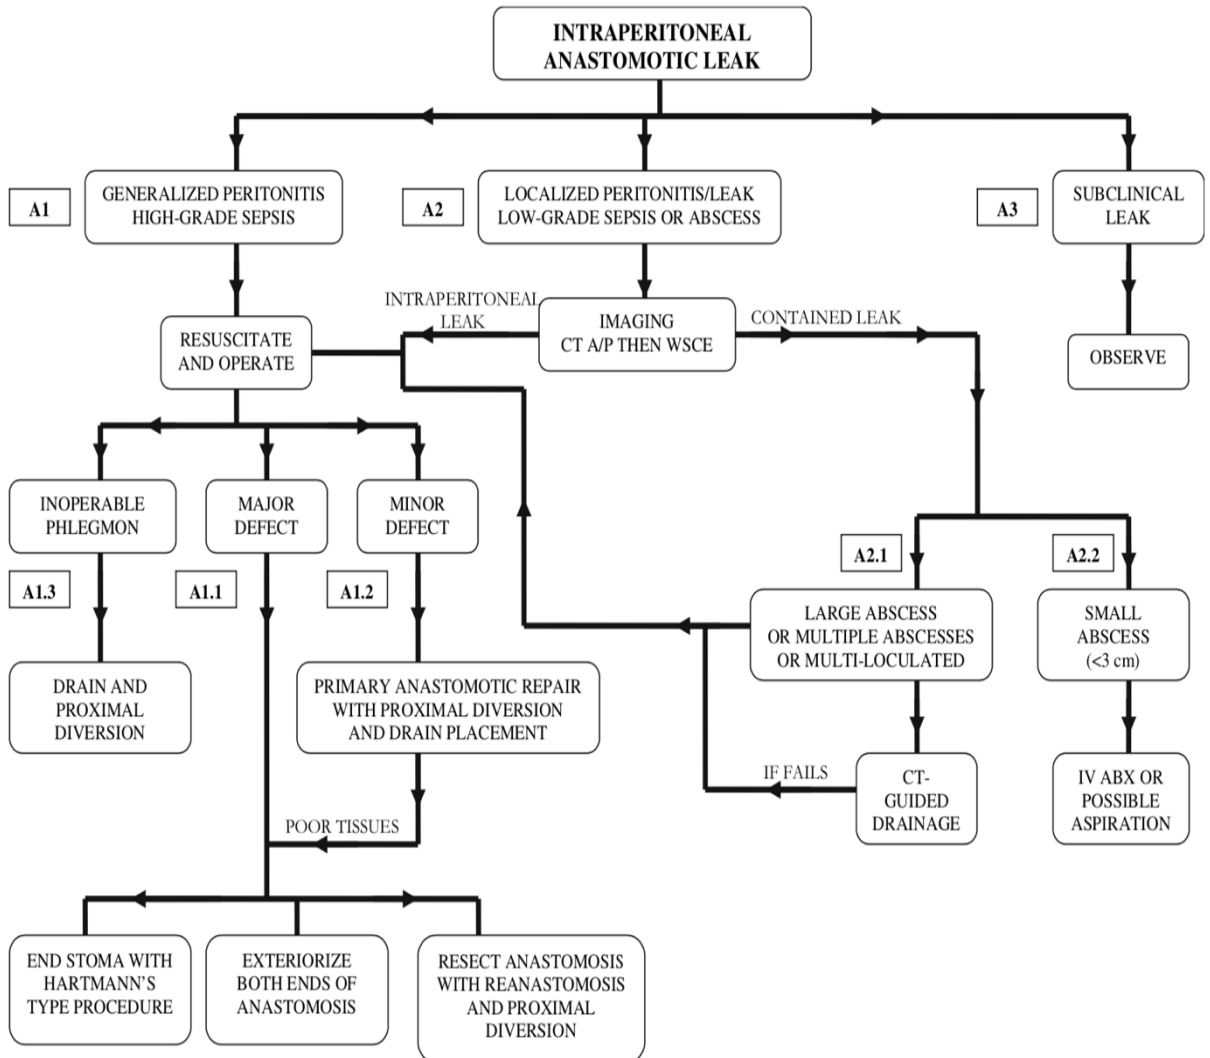 INTRAPERITONEAL
ANASTOMOTIC LEAK
A1
GENERALIZED PERITONITIS
HIGH-GRADE SEPSIS
A2
LOCALIZED PERITONITIS/LEAK
LOW-GRADE SEPSIS OR ABSCESS
A3
SUBCLINICAL
LEAK
RESUSCITATE
AND OPERATE
INTRAPERITONEAL
LEAK
IMAGING
CT A/P THEN WSCE
CONTAINED LEAK
OBSERVE
INOPERABLE
PHLEGMON
MAJOR
DEFECT
MINOR
DEFECT
A1.3
A1.1
A1.2
A2.1
A2.2
LARGE ABSCESS
OR MULTIPLE ABSCESSES
OR MULTI-LOCULATED
SMALL
ABSCESS
(<3 cm)
DRAIN AND
PROXIMAL
DIVERSION
PRIMARY ANASTOMOTIC REPAIR
WITH PROXIMAL DIVERSION
AND DRAIN PLACEMENT
IF FAILS
CT-
GUIDED
DRAINAGE
IV ABX OR
POSSIBLE
ASPIRATION
POOR TISSUES
END STOMA WITH
HARTMANN'S
TYPE PROCEDURE
EXTERIORIZE
BOTH ENDS OF
ANASTOMOSIS
RESECT ANASTOMOSIS
WITH REANASTOMOSIS
AND PROXIMAL
DIVERSION